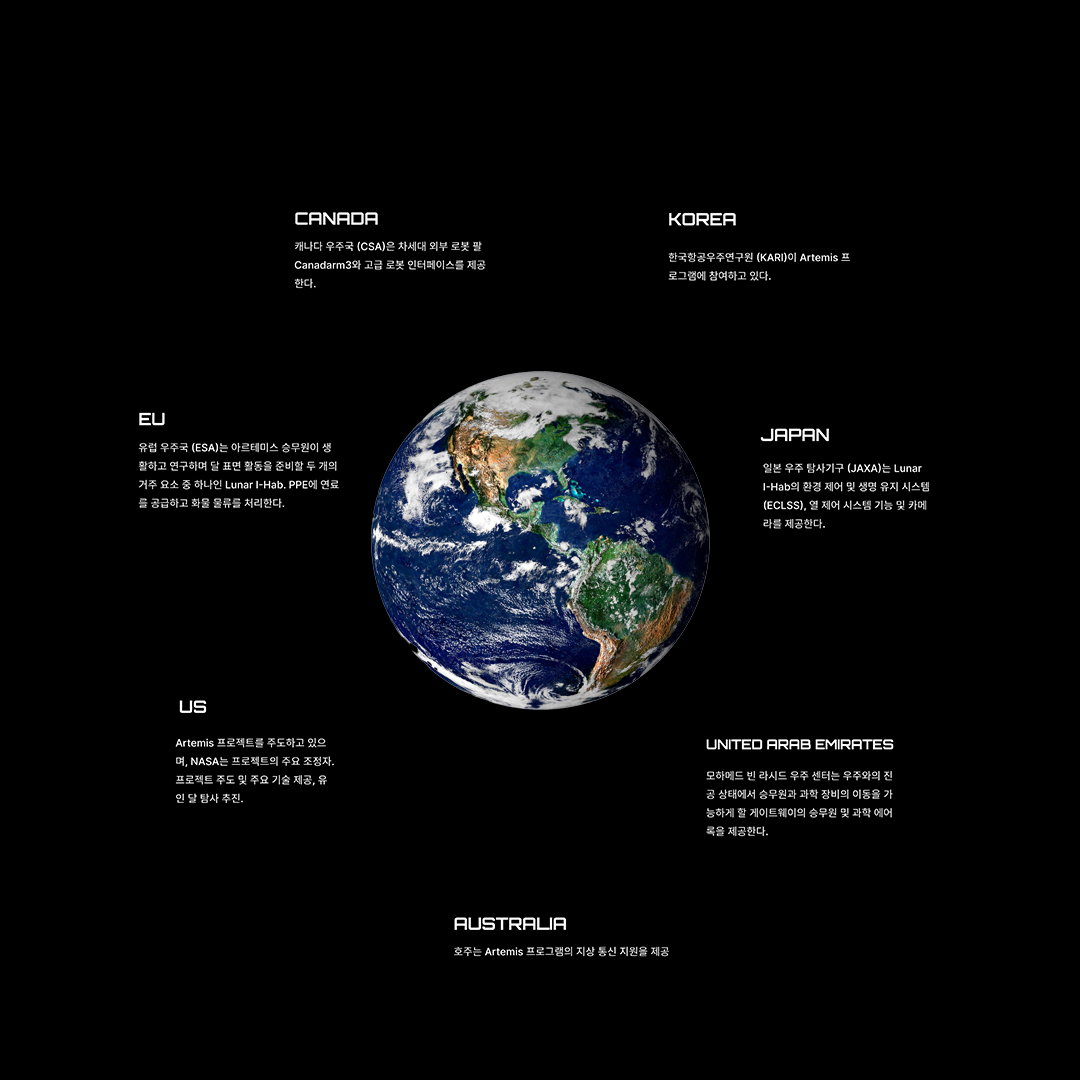 CANADA
캐나다 우주국 (CSA)은 차세대 외부 로봇 팔
Canadarm3와 고급 로봇 인터페이스를 제공
한다.
KOREA
한국항공우주연구원 (KARI)이 Artemis 프
로그램에 참여하고 있다.
EU
유럽 우주국 (ESA)는 아르테미스 승무원이 생
활하고 연구하며 달 표면 활동을 준비할 두 개의
거주 요소 중 하나인 Lunar I-Hab. PPE에 연료
를 공급하고 화물 물류를 처리한다.
JAPAN
일본 우주 탐사기구 (JAXA)는 Lunar
I-Hab의 환경 제어 및 생명 유지 시스템
(ECLSS), 열 제어 시스템 기능 및 카메
라를 제공한다.
US
Artemis 프로젝트를 주도하고 있으
며, NASA는 프로젝트의 주요 조정자.
프로젝트 주도 및 주요 기술 제공, 유
인 달 탐사 추진.
UNITED ARAB EMIRATES
모하메드 빈 라시드 우주 센터는 우주와의 진
공 상태에서 승무원과 과학 장비의 이동을 가
능하게 할 게이트웨이의 승무원 및 과학 에어
록을 제공한다.
AUSTRALIA
호주는 Artemis 프로그램의 지상 통신 지원을 제공